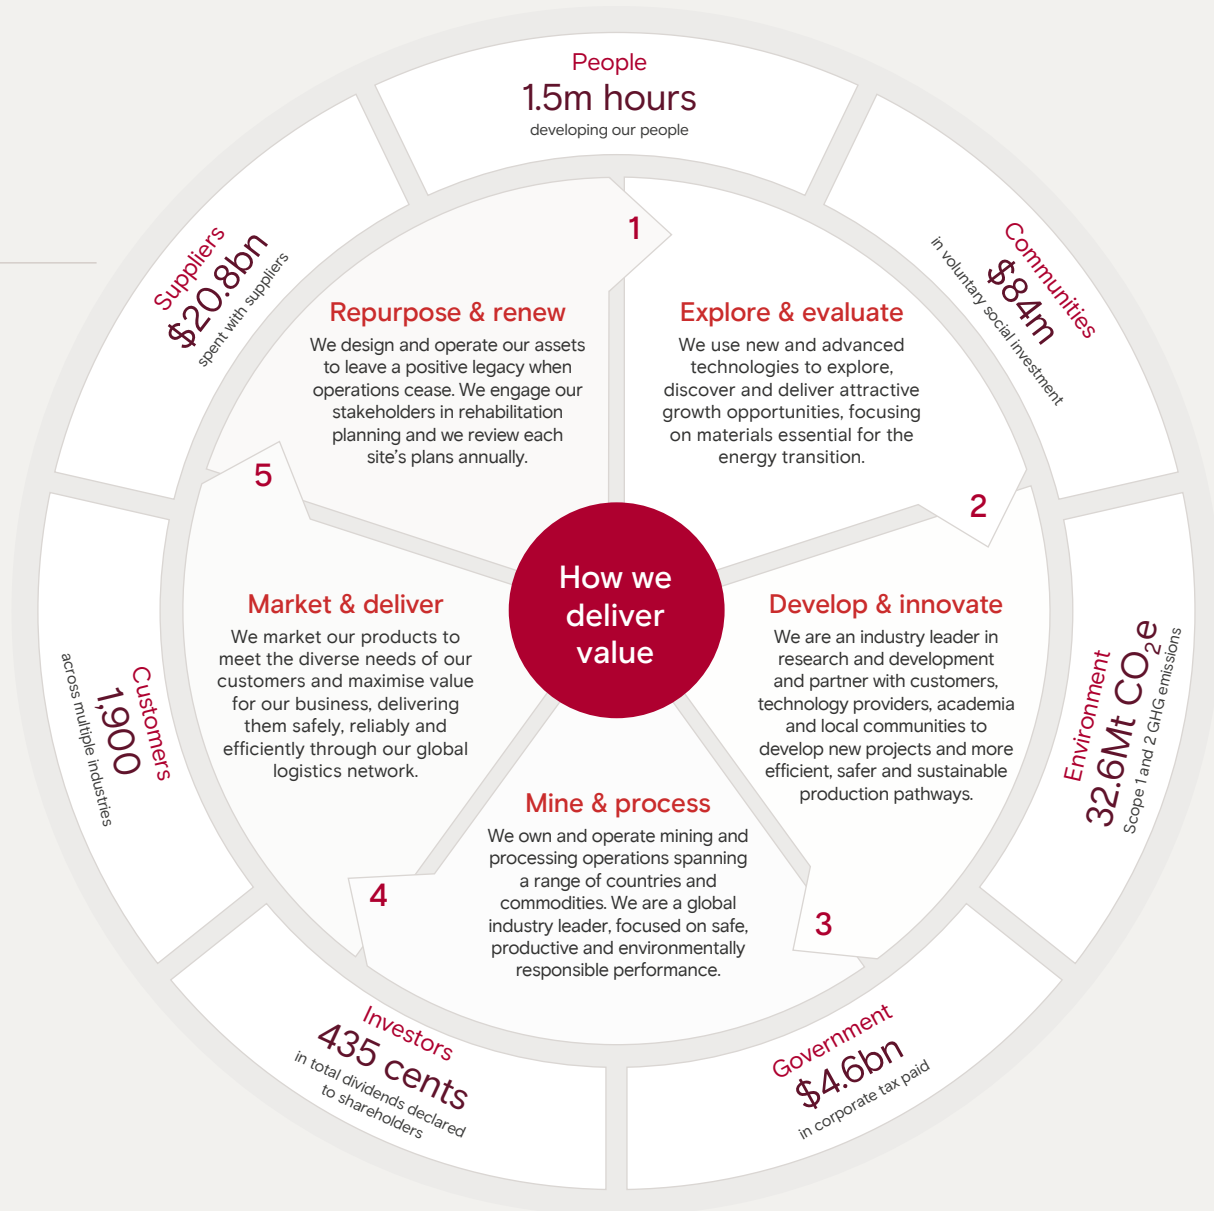 People
1.5m hours
developing our people
Communities
$84m
in voluntary social investment
Environment
32.6Mt CO₂e
Scope 1 and 2 GHG emissions
Government
$4.6bn
in corporate tax paid
Investors
435 cents
in total dividends declared
to shareholders
Customers
1,900
across multiple industries
Suppliers
$20.8bn
spent with suppliers
How we
deliver
value
1
Explore & evaluate
We use new and advanced
technologies to explore,
discover and deliver attractive
growth opportunities, focusing
on materials essential for the
energy transition.
2
Develop & innovate
We are an industry leader in
research and development
and partner with customers,
technology providers, academia
and local communities to
develop new projects and more
efficient, safer and sustainable
production pathways.
3
Mine & process
We own and operate mining and
processing operations spanning
a range of countries and
commodities. We are a global
industry leader, focused on safe,
productive and environmentally
responsible performance.
4
Market & deliver
We market our products to
meet the diverse needs of our
customers and maximise value
for our business, delivering
them safely, reliably and
efficiently through our global
logistics network.
5
Repurpose & renew
We design and operate our assets
to leave a positive legacy when
operations cease. We engage our
stakeholders in rehabilitation
planning and we review each
site’s plans annually.